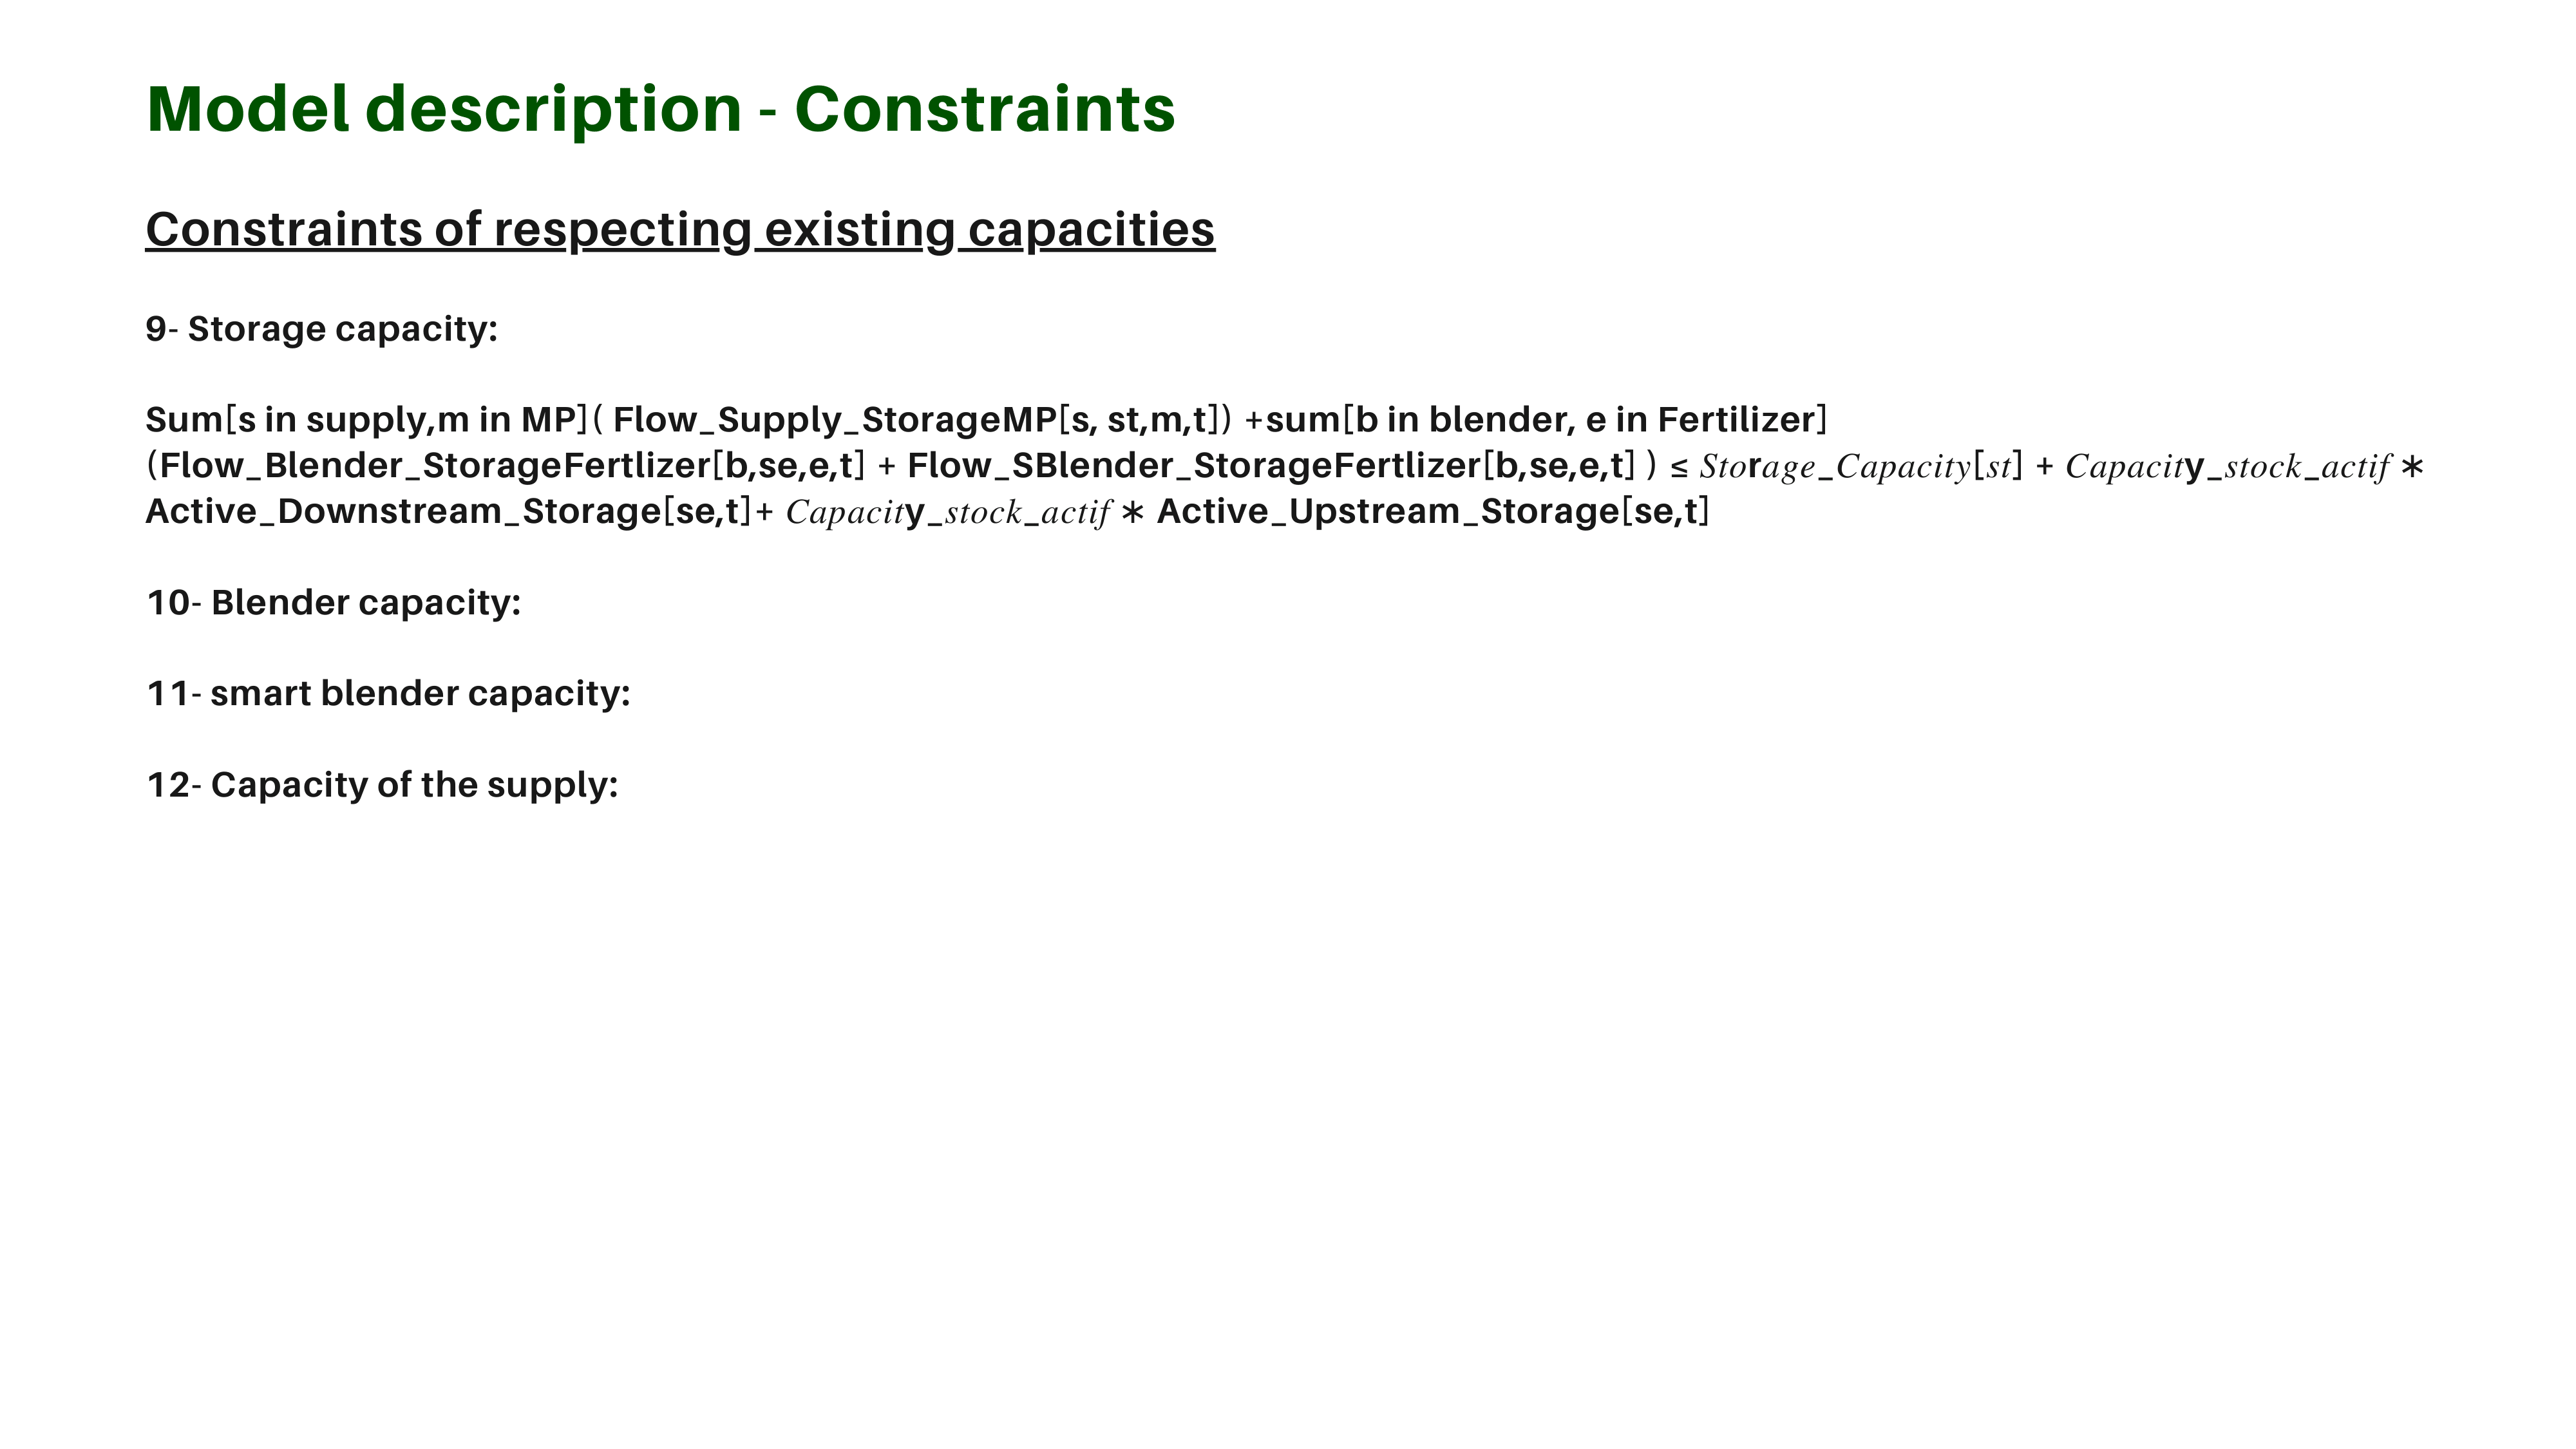 Model description - Constraints
Constraints of respecting existing capacities
9- Storage capacity:
Sum[s in supply,m in MP]( Flow_Supply_StorageMP[s, st,m,t]) +sum[b in blender, e in Fertilizer]
(Flow_Blender_StorageFertlizer[b,se,e,t] + Flow_SBlender_StorageFertlizer[b,se,e,t] ) ≤ 𝑆𝑡𝑜r𝑎𝑔𝑒_𝐶𝑎𝑝𝑎𝑐𝑖𝑡𝑦[𝑠𝑡] + 𝐶𝑎𝑝𝑎𝑐𝑖𝑡y_𝑠𝑡𝑜𝑐𝑘_𝑎𝑐𝑡𝑖𝑓 ∗
Active_Downstream_Storage[se,t]+ 𝐶𝑎𝑝𝑎𝑐𝑖𝑡y_𝑠𝑡𝑜𝑐𝑘_𝑎𝑐𝑡𝑖𝑓 ∗ Active_Upstream_Storage[se,t]
10- Blender capacity:
11- smart blender capacity:
12- Capacity of the supply: